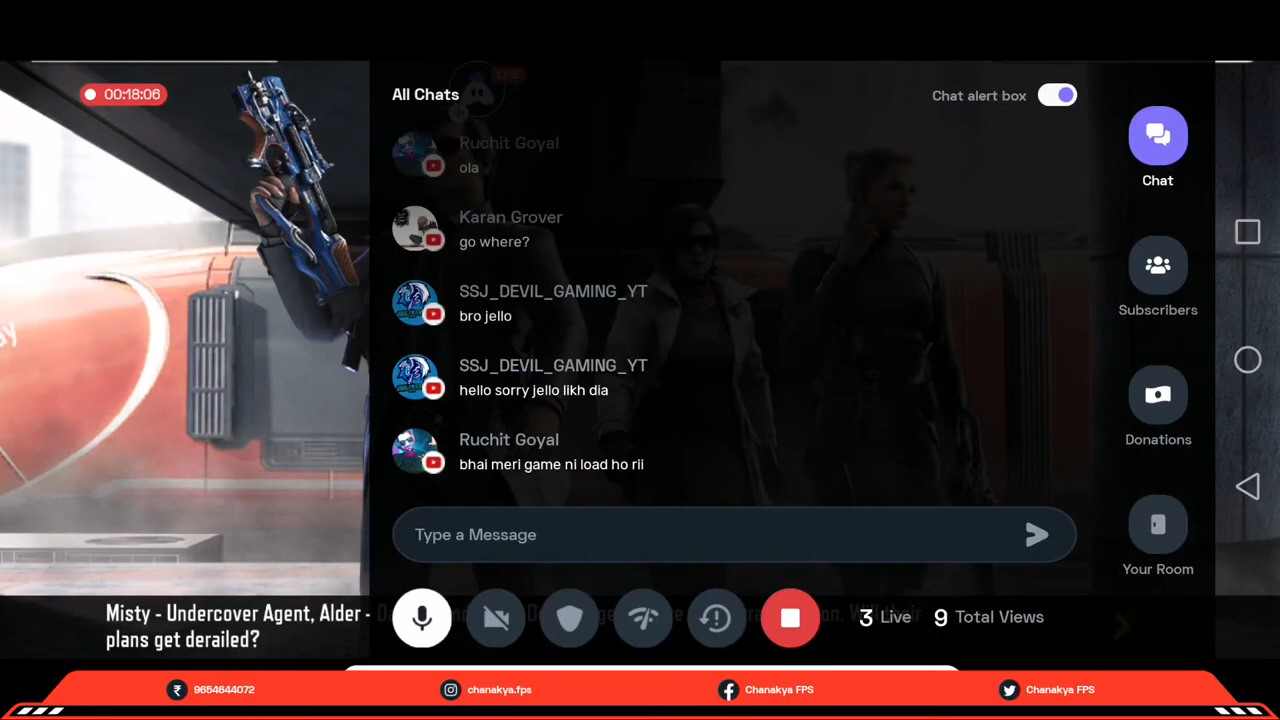 00:18:06
All Chats
LIVE
Chat alert box
Ruchit Goyal
ola
Karan Grover
go where?
SSJ_DEVIL_GAMING_YT
bro jello
SSJ_DEVIL_GAMING_YT
hello sorry jello likh dia
Ruchit Goyal
bhai meri game ni load ho rii
Type a Message
Chat
Subscribers
Donations
Your Room
3 Live 9 Total Views
Misty - Undercover Agent, Alder -
plans get derailed?
₹ 9654644072
chanakya.fps
Chanakya FPS
Chanakya FPS